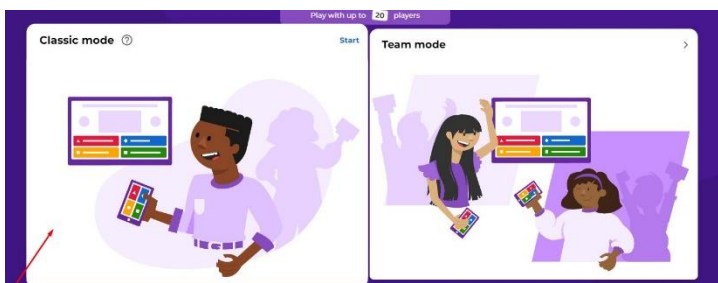 Play with up to 20 players
Classic mode ? Start
Team mode >